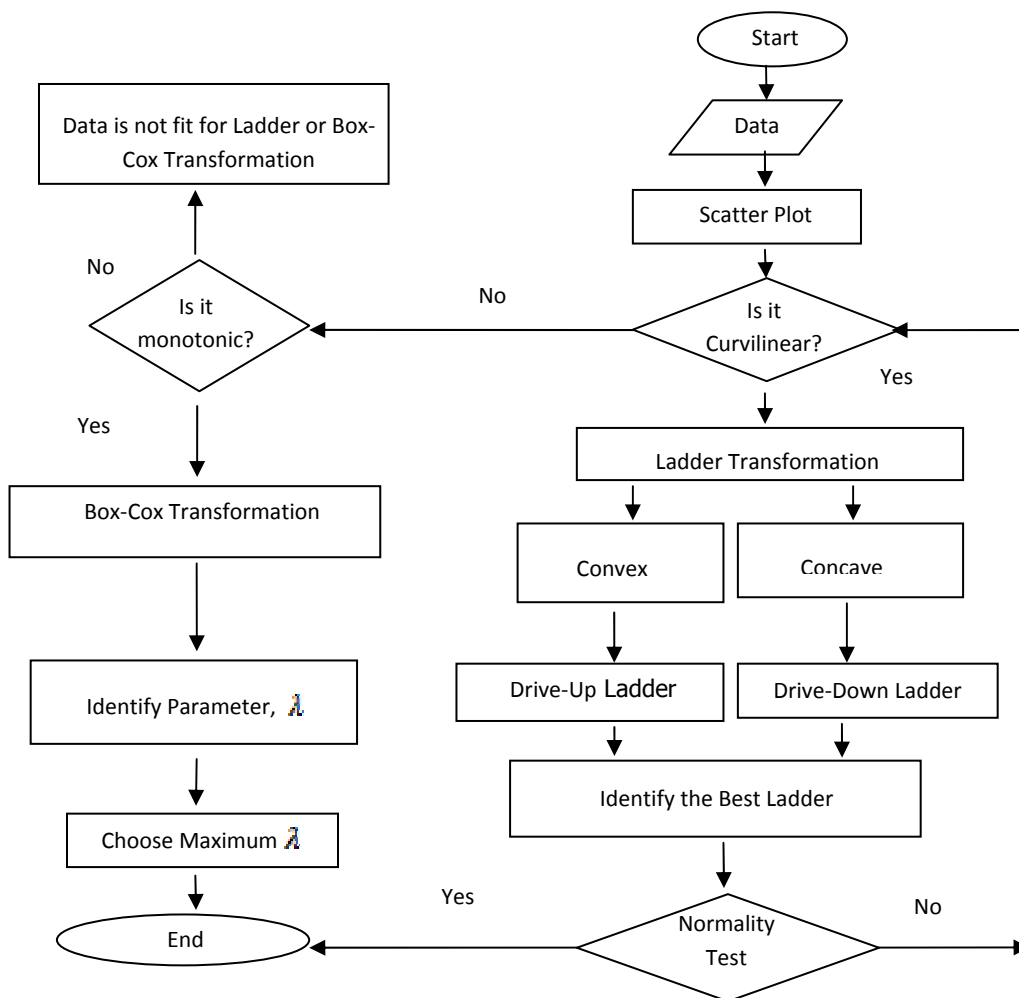 Start
Data
Scatter Plot
Is it
Curvilinear?
No
Yes
Is it
monotonic?
No
Data is not fit for Ladder or Box-
Cox Transformation
Yes
Box-Cox Transformation
Identify Parameter, λ
Choose Maximum λ
End
Ladder Transformation
Convex
Concave
Drive-Up Ladder
Drive-Down Ladder
Identify the Best Ladder
Normality
Test
Yes
No